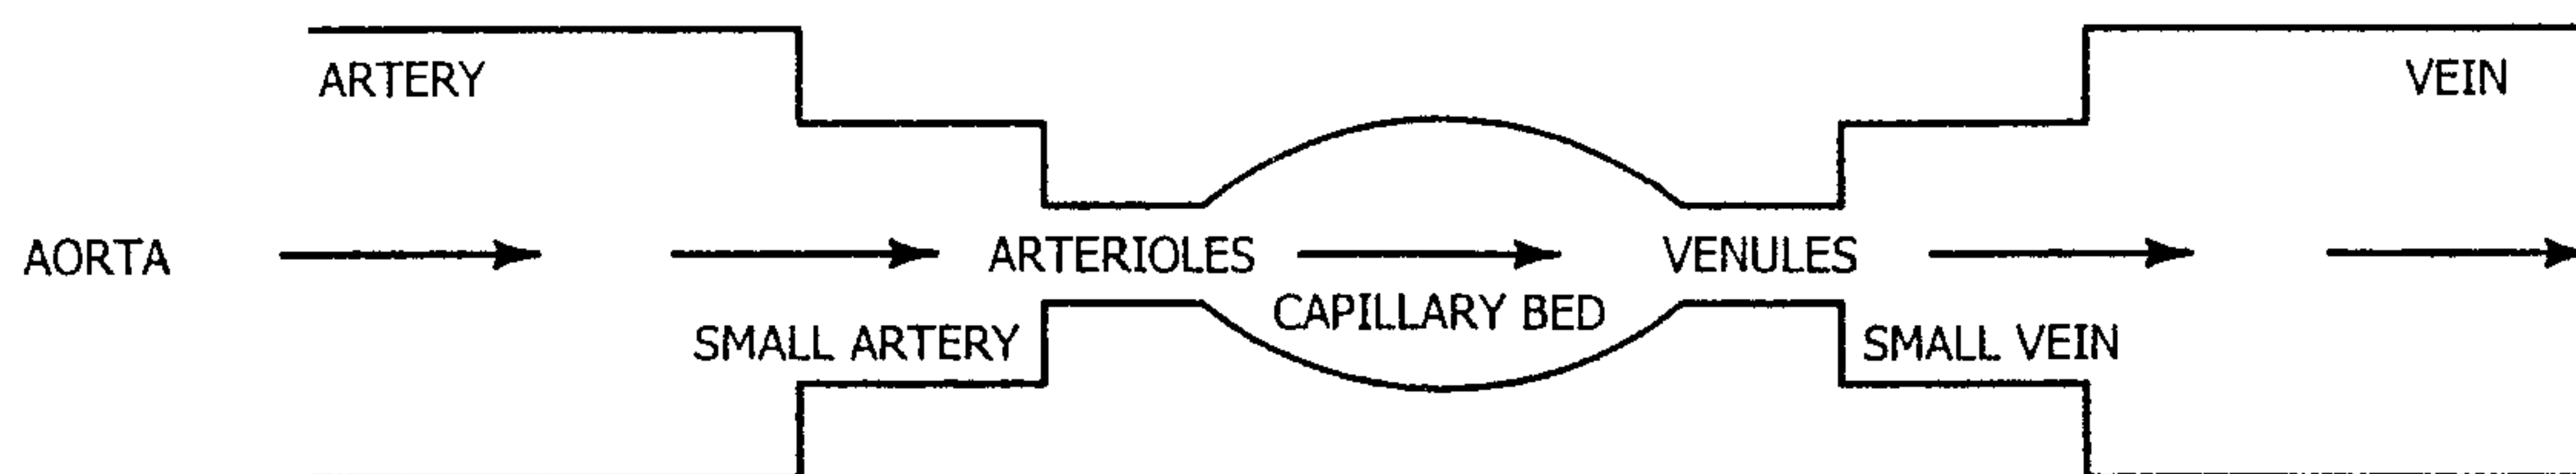 ARTERY
VEIN
AORTA
ARTERIOLES
VENULES
CAPILLARY BED
SMALL ARTERY
SMALL VEIN